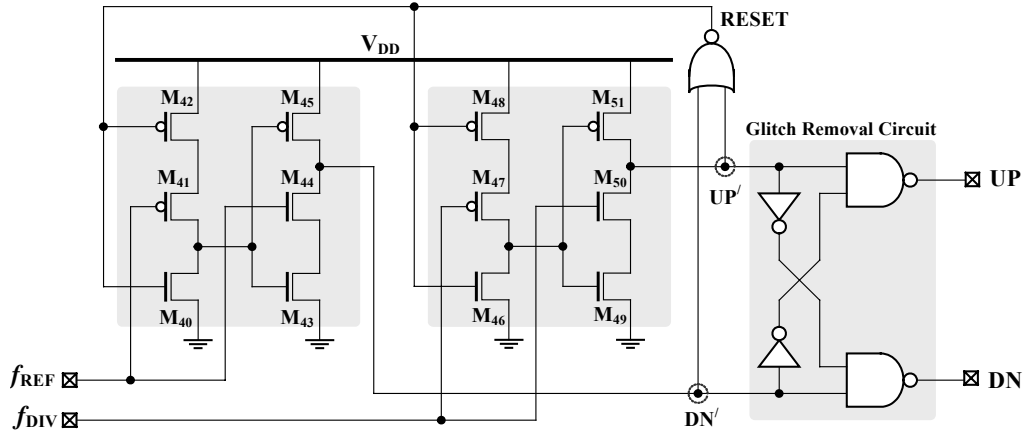 RESET
V_DD
M42
M45
M48
M51
Glitch Removal Circuit
M41
M44
M47
M50
UP/
UP
M40
M43
M46
M49
fREF
fDIV
DN/
DN